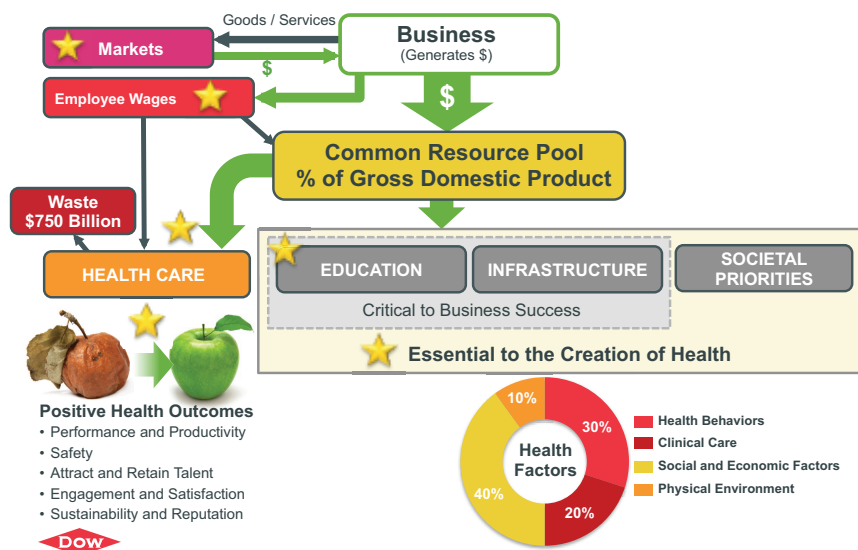 Goods / Services
Business
(Generates $)
Markets
$
Employee Wages
$
Common Resource Pool
% of Gross Domestic Product
Waste
$750 Billion
HEALTH CARE
EDUCATION
INFRASTRUCTURE
SOCIETAL
PRIORITIES
Critical to Business Success
Essential to the Creation of Health
Positive Health Outcomes
• Performance and Productivity
• Safety
• Attract and Retain Talent
• Engagement and Satisfaction
• Sustainability and Reputation
Dow
10%
30%
Health
Factors
40%
20%
Health Behaviors
Clinical Care
Social and Economic Factors
Physical Environment